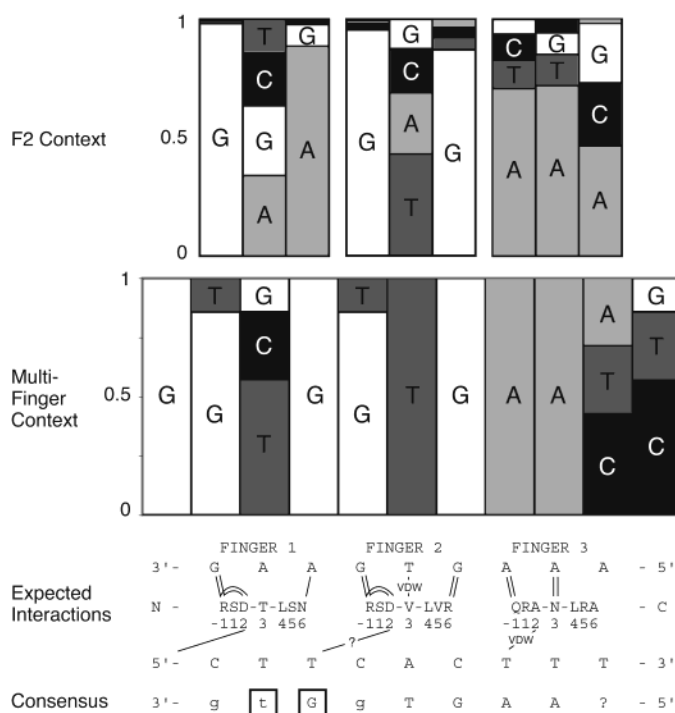 1
T G G
C G G
C T T
C C
F2 Context 0.5
G G A G A G A A
A T A
0
1
T G T G
C A T
Multi-
Finger
Context
0.5
G G T G G T G A A C C
0
FINGER 1 FINGER 2 FINGER 3
3'- G A A G T G A A A - 5'
VDW
Expected
Interactions
N - RSD-T-LSN RSD-V-LVR QRA-N-LRA - C
-112 3 456 -112 3 456 -112 3 456
? VDW
5'- C T T C A C T T T - 3'
Consensus 3'- g t G g T G A A ? - 5'